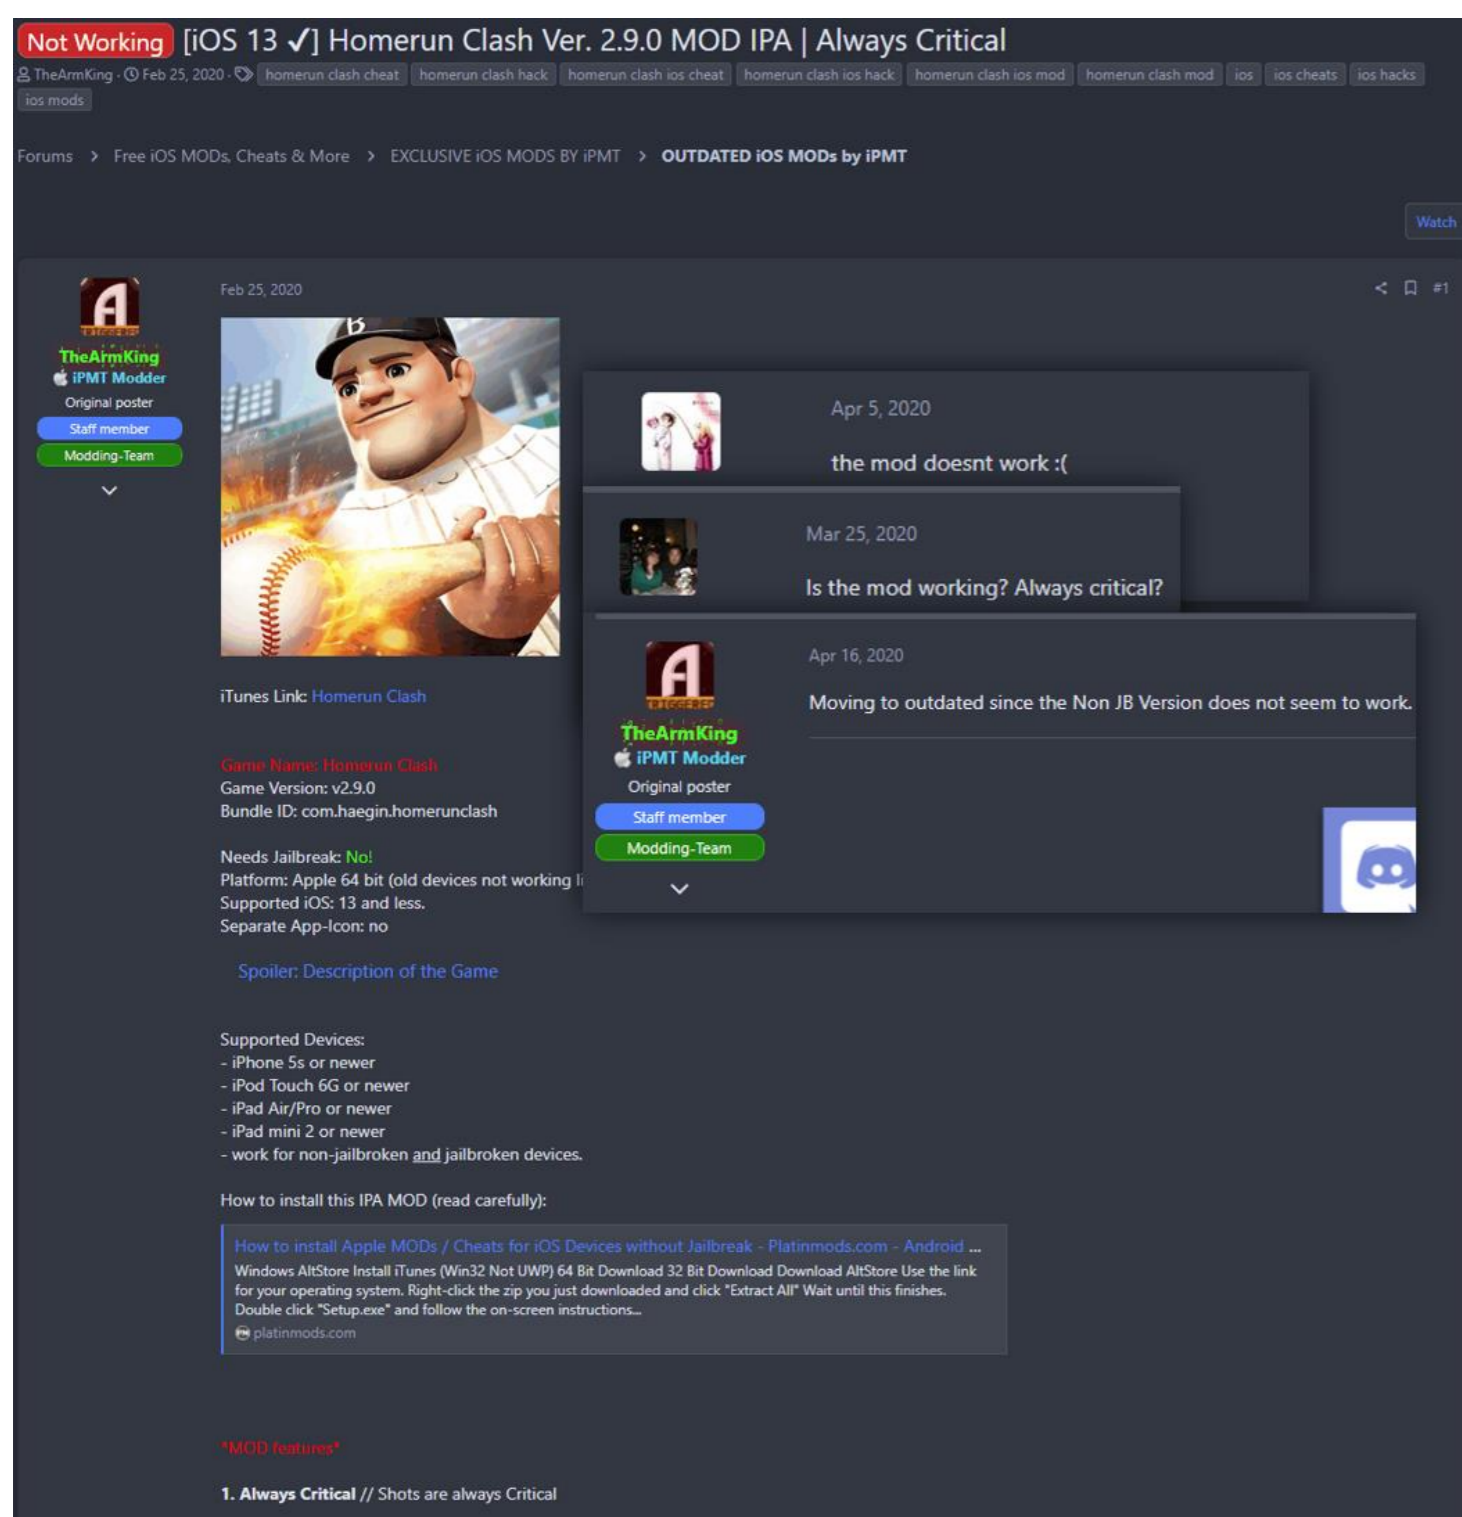 Not Working [iOS 13 ✓] Homerun Clash Ver. 2.9.0 MOD IPA | Always Critical
TheArmKing · Feb 25, 2020 · homerun clash cheat homerun clash hack homerun clash ios cheat homerun clash ios hack homerun clash ios mod homerun clash mod ios ios cheats ios hacks
ios mods
Forums > Free iOS MODs, Cheats & More > EXCLUSIVE iOS MODS BY iPMT > OUTDATED iOS MODs by iPMT
Watch
A
TRIGGERED
TheArmKing
iPMT Modder
Original poster
Staff member
Modding-Team
Feb 25, 2020
#1
B
Apr 5, 2020
the mod doesnt work :(
Mar 25, 2020
Is the mod working? Always critical?
A
TRIGGERED
TheArmKing
iPMT Modder
Original poster
Staff member
Modding-Team
Apr 16, 2020
Moving to outdated since the Non JB Version does not seem to work.
iTunes Link: Homerun Clash
Game Name: Homerun Clash
Game Version: v2.9.0
Bundle ID: com.haegin.homerunclash
Needs Jailbreak: No!
Platform: Apple 64 bit (old devices not working li
Supported iOS: 13 and less.
Separate App-Icon: no
Spoiler: Description of the Game
Supported Devices:
- iPhone 5s or newer
- iPod Touch 6G or newer
- iPad Air/Pro or newer
- iPad mini 2 or newer
- work for non-jailbroken and jailbroken devices.
How to install this IPA MOD (read carefully):
How to install Apple MODs / Cheats for iOS Devices without Jailbreak - Platinmods.com - Android ...
Windows AltStore Install iTunes (Win32 Not UWP) 64 Bit Download 32 Bit Download Download AltStore Use the link
for your operating system. Right-click the zip you just downloaded and click "Extract All" Wait until this finishes.
Double click "Setup.exe" and follow the on-screen instructions...
platinmods.com
*MOD features*
1. Always Critical // Shots are always Critical